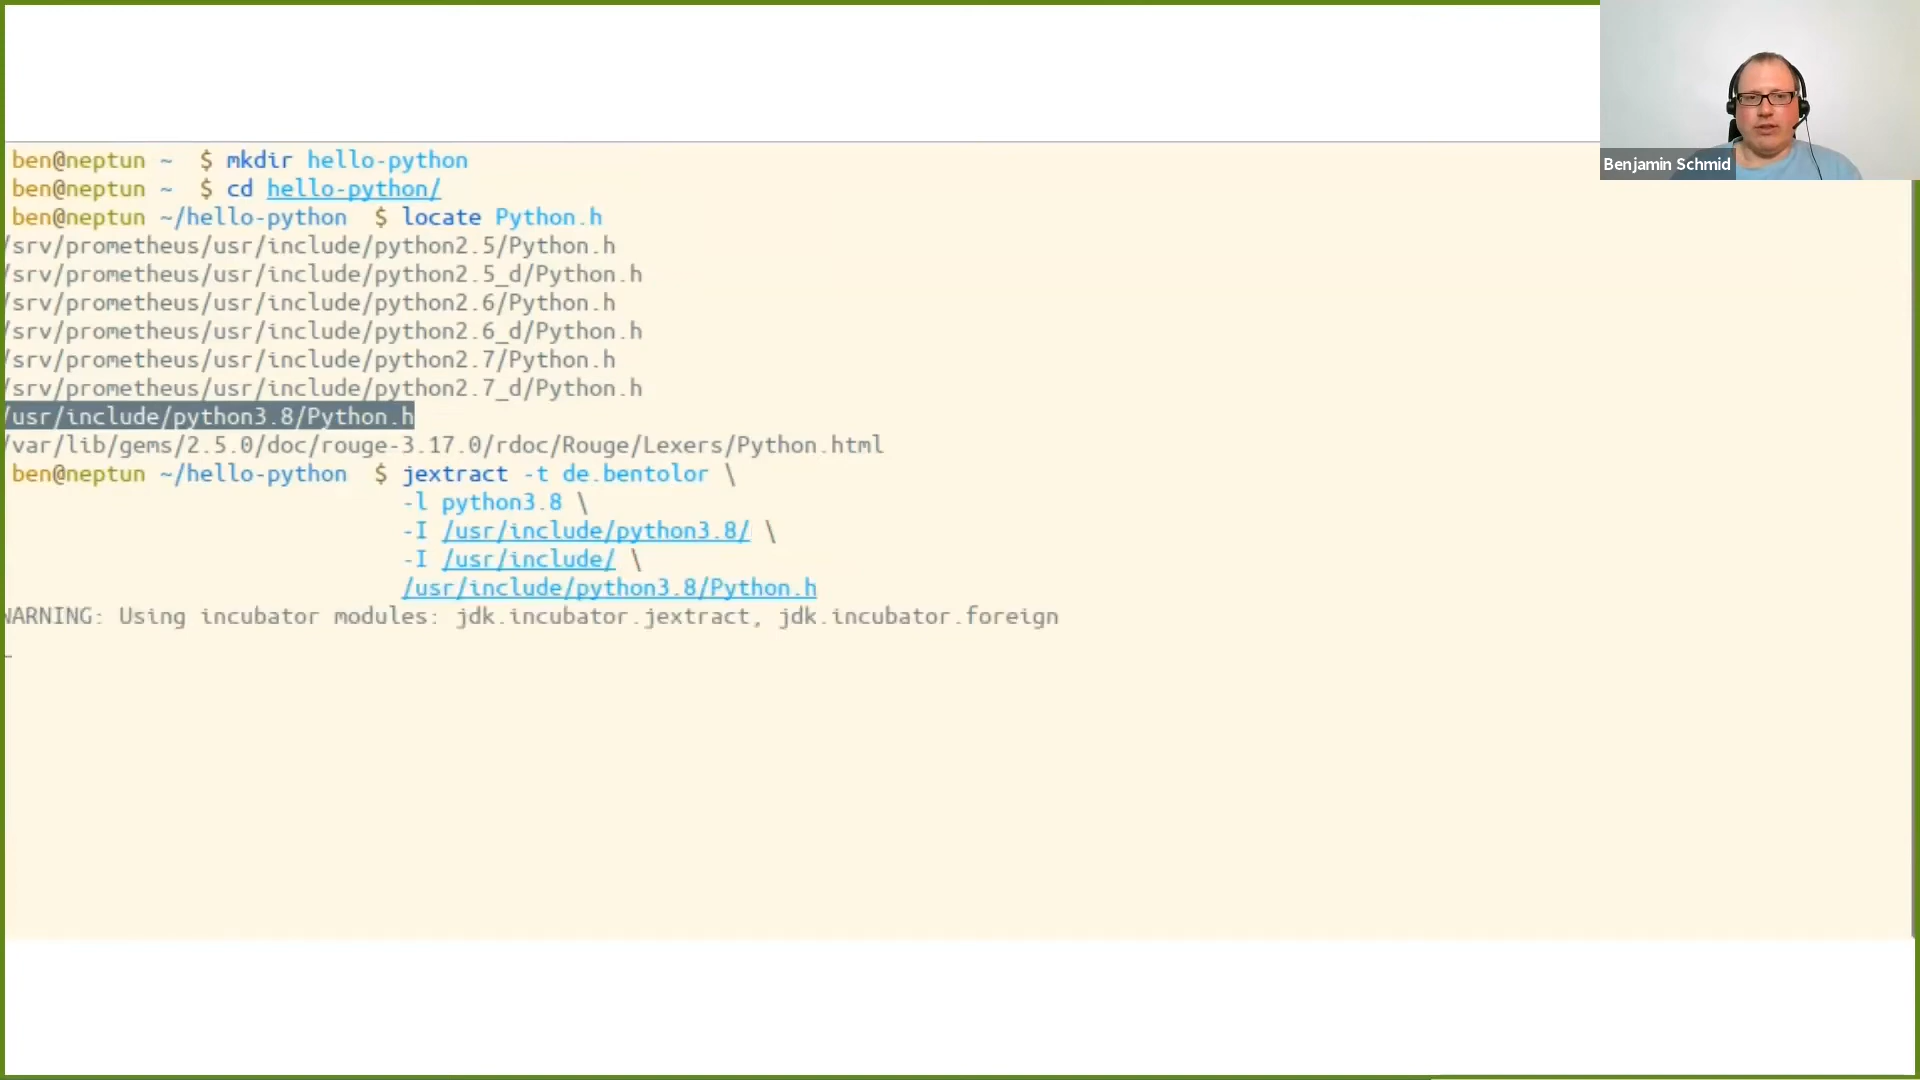 ben@neptun ~ $ mkdir hello-python
ben@neptun ~ $ cd hello-python/
ben@neptun ~/hello-python $ locate Python.h
/srv/prometheus/usr/include/python2.5/Python.h
/srv/prometheus/usr/include/python2.5_d/Python.h
/srv/prometheus/usr/include/python2.6/Python.h
/srv/prometheus/usr/include/python2.6_d/Python.h
/srv/prometheus/usr/include/python2.7/Python.h
/srv/prometheus/usr/include/python2.7_d/Python.h
/usr/include/python3.8/Python.h
/var/lib/gems/2.5.0/doc/rouge-3.17.0/rdoc/Rouge/Lexers/Python.html
ben@neptun ~/hello-python $ jextract -t de.bentolor \
-l python3.8 \
-I /usr/include/python3.8/ \
-I /usr/include/ \
/usr/include/python3.8/Python.h
WARNING: Using incubator modules: jdk.incubator.jextract, jdk.incubator.foreign
Benjamin Schmid